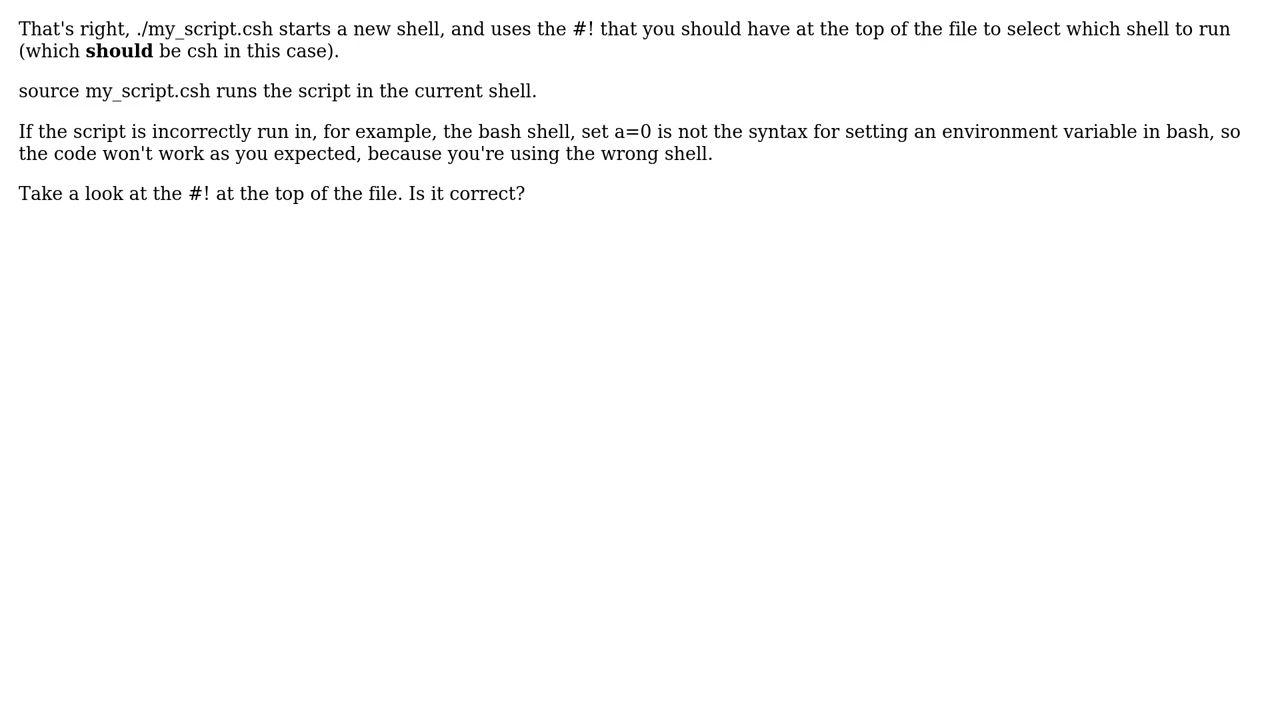 That's right, ./my_script.csh starts a new shell, and uses the #! that you should have at the top of the file to select which shell to run
(which should be csh in this case).
source my_script.csh runs the script in the current shell.
If the script is incorrectly run in, for example, the bash shell, set a=0 is not the syntax for setting an environment variable in bash, so
the code won't work as you expected, because you're using the wrong shell.
Take a look at the #! at the top of the file. Is it correct?